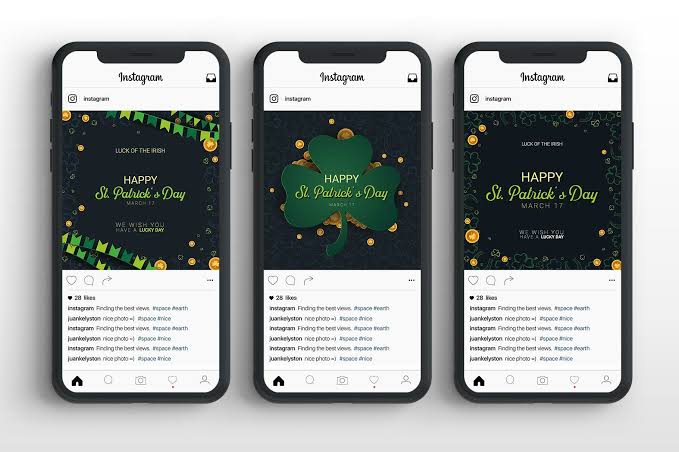 Instagram
instagram
LUCK OF THE IRISH
HAPPY
St. Patrick's Day
MARCH 17
WE WISH YOU
HAVE A LUCKY DAY
28 likes
instagram Finding the best views. #space #earth
juankelyston nice photo =) #space #nice
instagram Finding the best views. #space #earth
juankelyston nice photo =) #space #nice
instagram Finding the best views. #space #earth
juankelyston nice photo =) #space #nice
Instagram
instagram
HAPPY
St. Patrick's Day
MARCH 17
28 likes
instagram Finding the best views. #space #earth
juankelyston nice photo =) #space #nice
instagram Finding the best views. #space #earth
juankelyston nice photo =) #space #nice
instagram Finding the best views. #space #earth
juankelyston nice photo =) #space #nice
Instagram
instagram
LUCK OF THE IRISH
HAPPY
St. Patrick's Day
MARCH 17
WE WISH YOU
HAVE A LUCKY DAY
28 likes
instagram Finding the best views. #space #earth
juankelyston nice photo =) #space #nice
instagram Finding the best views. #space #earth
juankelyston nice photo =) #space #nice
instagram Finding the best views. #space #earth
juankelyston nice photo =) #space #nice